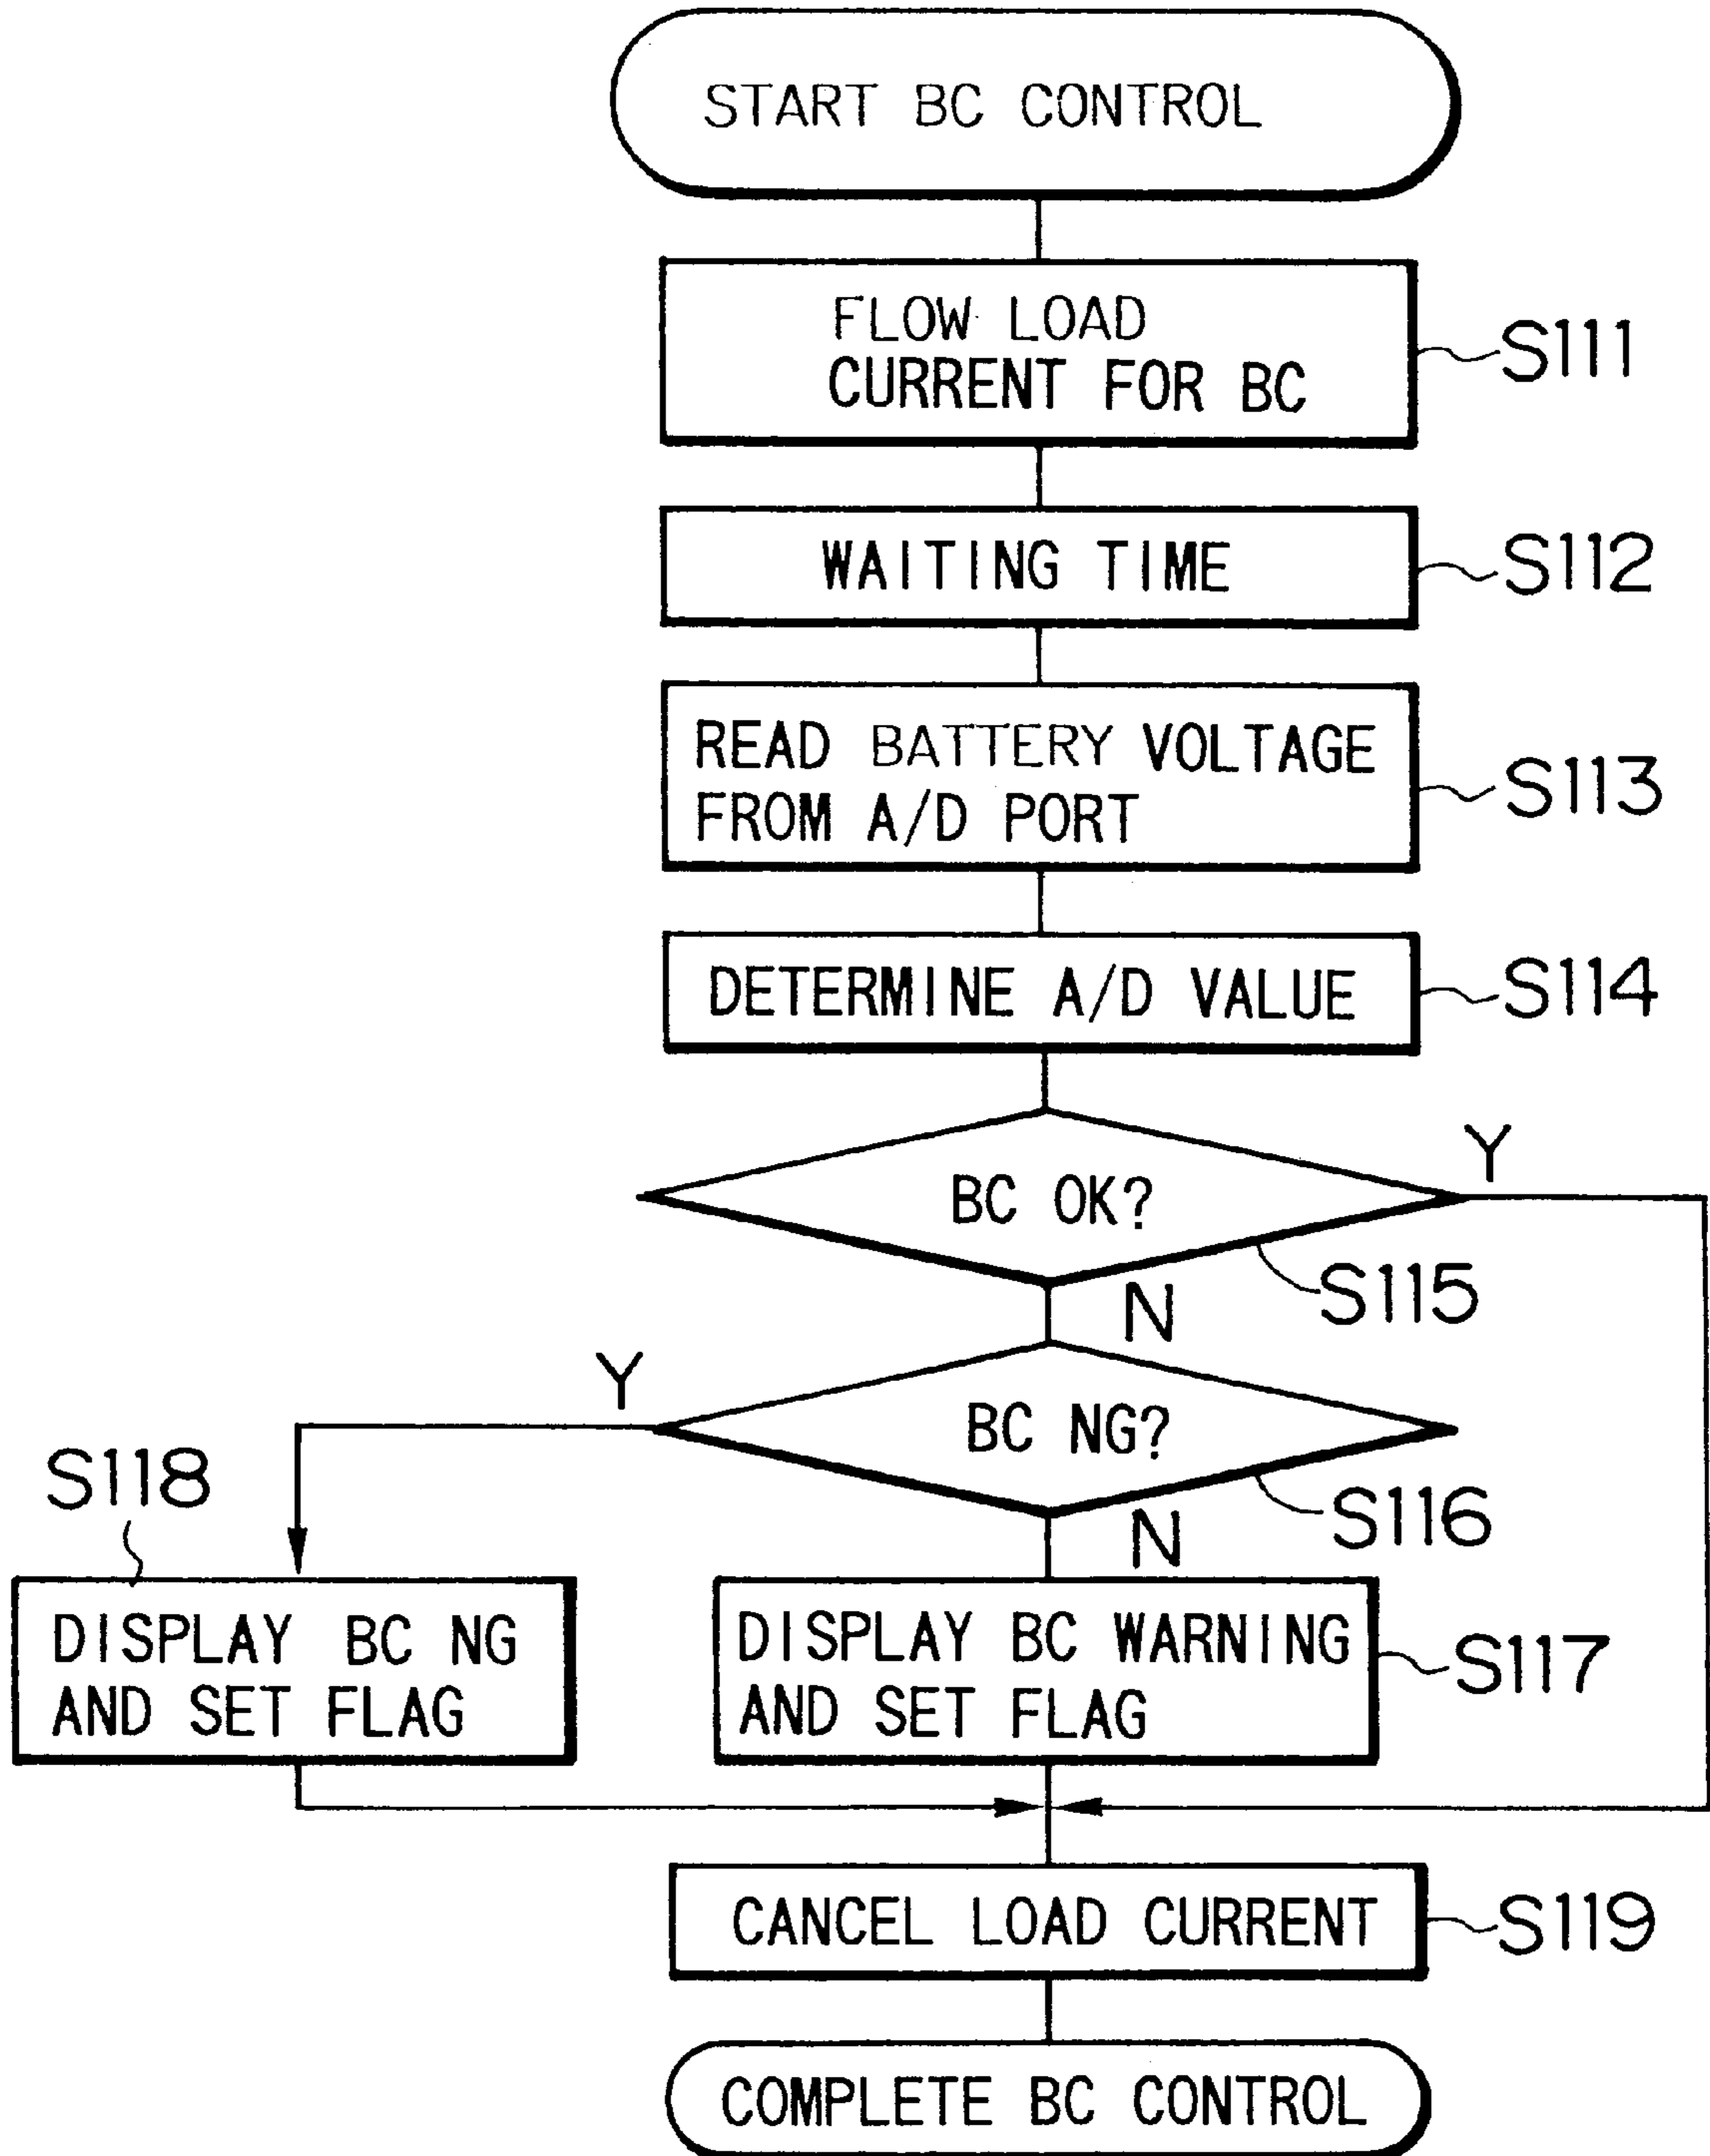 START BC CONTROL
FLOW LOAD
CURRENT FOR BC
S111
WAITING TIME
S112
READ BATTERY VOLTAGE
FROM A/D PORT
S113
DETERMINE A/D VALUE
S114
BC OK?
Y
S115
N
BC NG?
Y
S116
N
S118
DISPLAY BC NG
AND SET FLAG
DISPLAY BC WARNING
AND SET FLAG
S117
CANCEL LOAD CURRENT
S119
COMPLETE BC CONTROL